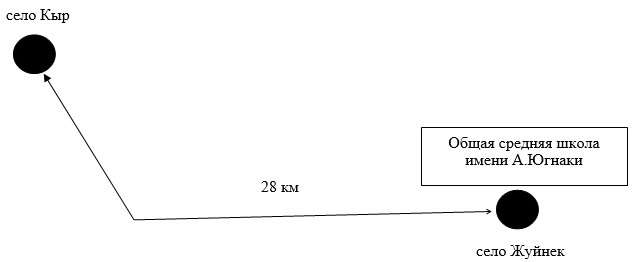 село Кыр
Общая средняя школа
имени А.Югнаки
28 км
село Жуйнек